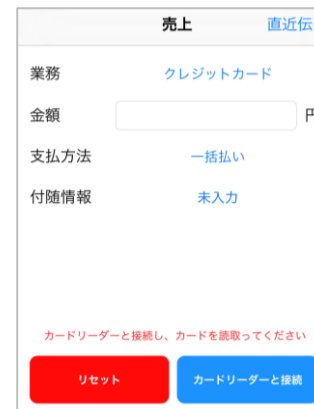 売上 直近伝
業務 クレジットカード
金額 円
支払方法 一括払い
付随情報 未入力
カードリーダーと接続し、カードを読取ってください
リセット カードリーダーと接続